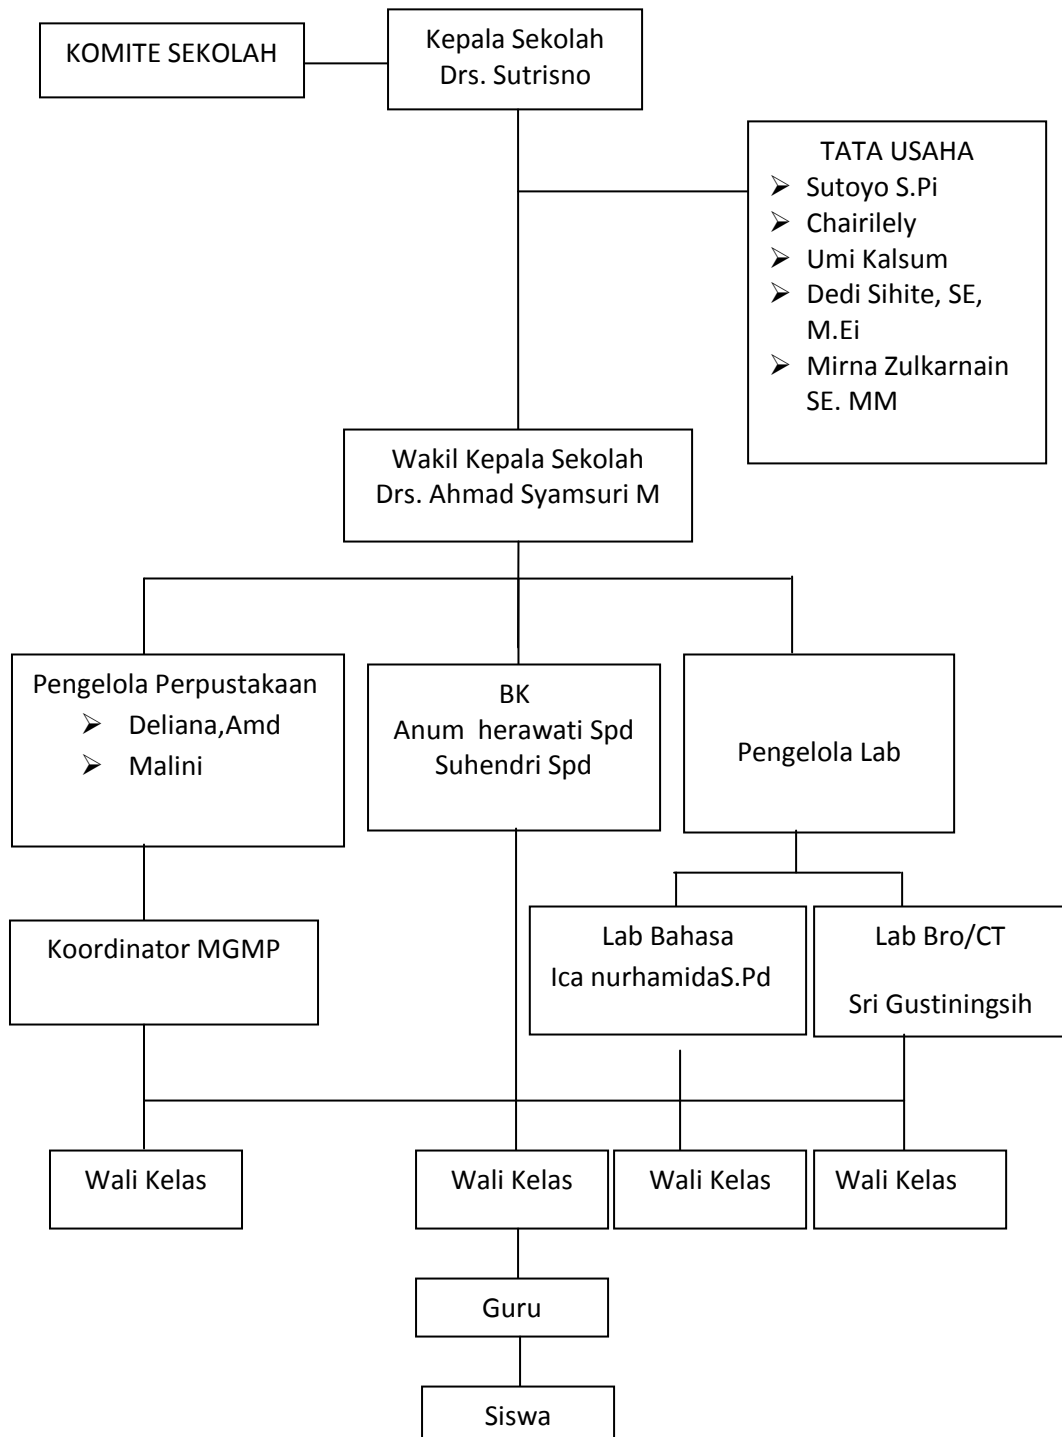 KOMITE SEKOLAH
Kepala Sekolah
Drs. Sutrisno
TATA USAHA
➢ Sutoyo S.Pi
➢ Chairilely
➢ Umi Kalsum
➢ Dedi Sihite, SE,
M.Ei
➢ Mirna Zulkarnain
SE. MM
Wakil Kepala Sekolah
Drs. Ahmad Syamsuri M
Pengelola Perpustakaan
➢ Deliana,Amd
➢ Malini
BK
Anum herawati Spd
Suhendri Spd
Pengelola Lab
Koordinator MGMP
Lab Bahasa
Ica nurhamidaS.Pd
Lab Bro/CT
Sri Gustiningsih
Wali Kelas
Wali Kelas
Wali Kelas
Wali Kelas
Guru
Siswa